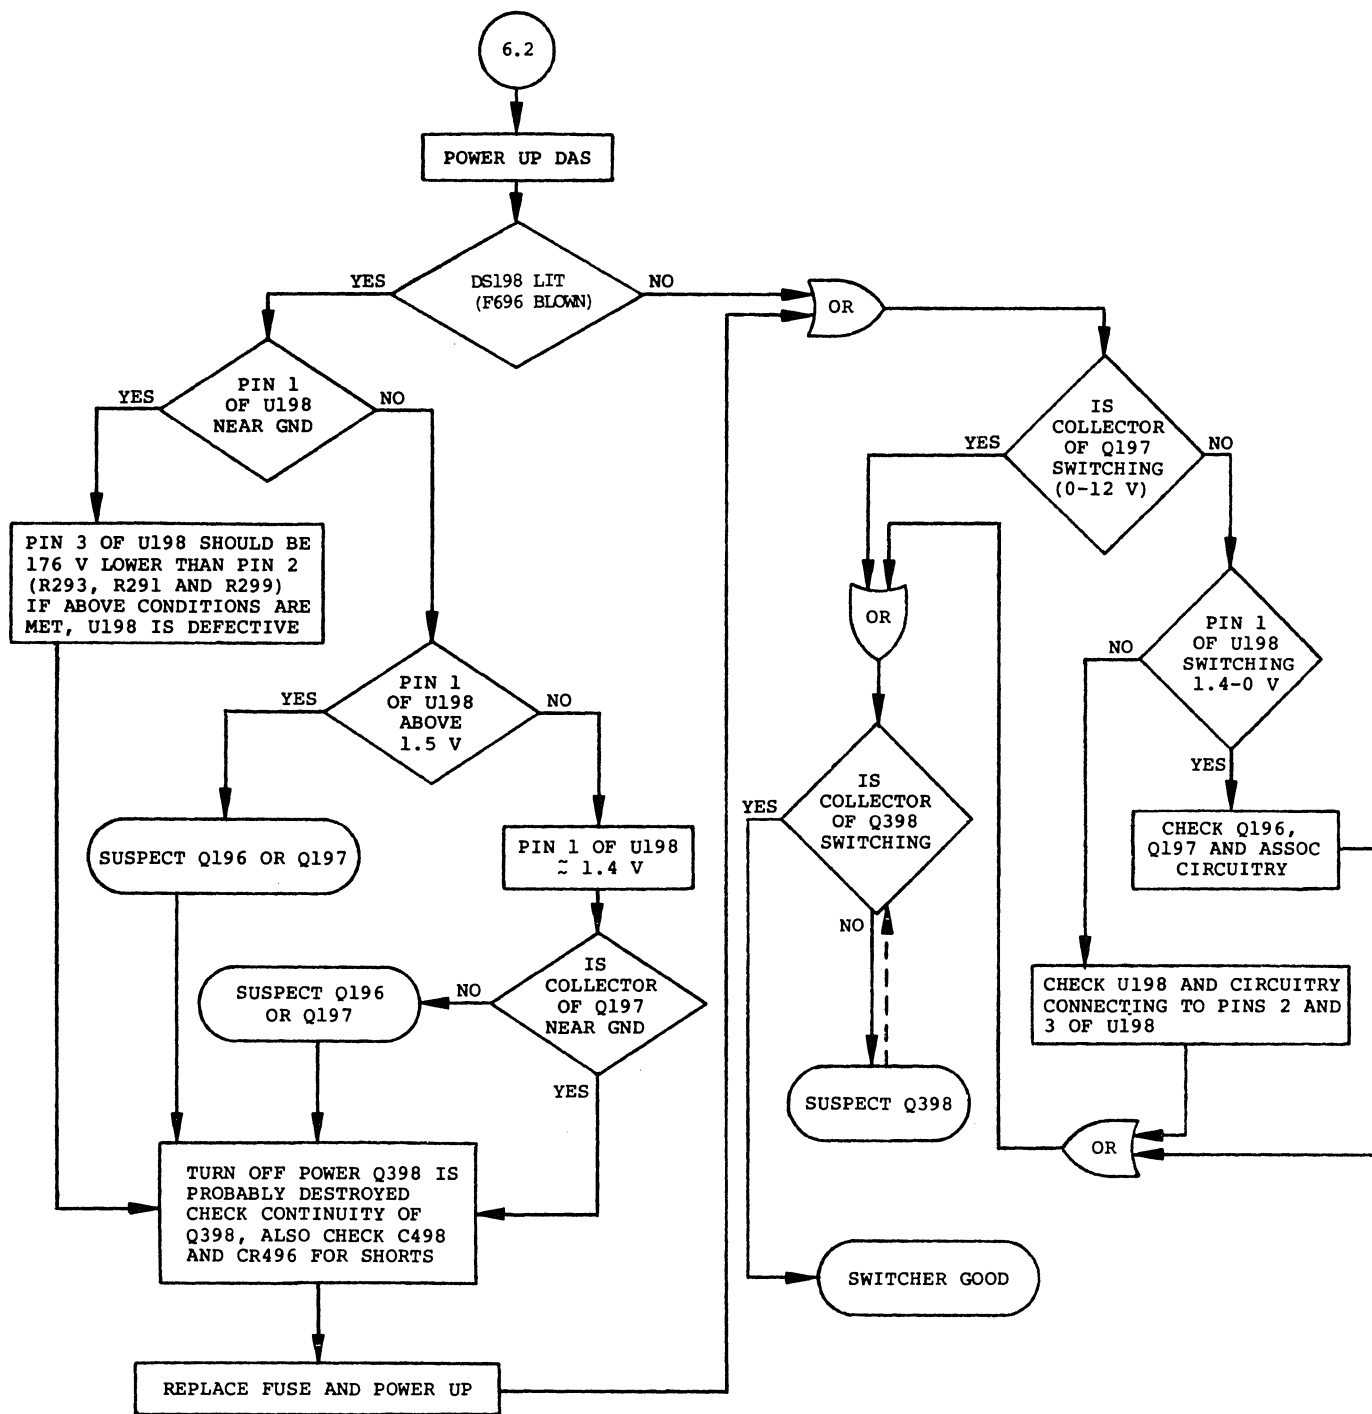 6.2
POWER UP DAS
DS198 LIT
(F696 BLOWN)
YES
NO
OR
PIN 1
OF U198
NEAR GND
YES
NO
IS
COLLECTOR
OF Q197
SWITCHING
(0-12 V)
YES
NO
PIN 3 OF U198 SHOULD BE
176 V LOWER THAN PIN 2
(R293, R291 AND R299)
IF ABOVE CONDITIONS ARE
MET, U198 IS DEFECTIVE
OR
PIN 1
OF U198
SWITCHING
1.4-0 V
NO
YES
PIN 1
OF U198
ABOVE
1.5 V
YES
NO
IS
COLLECTOR
OF Q398
SWITCHING
YES
NO
CHECK Q196,
Q197 AND ASSOC
CIRCUITRY
SUSPECT Q196 OR Q197
PIN 1 OF U198
≈ 1.4 V
IS
COLLECTOR
OF Q197
NEAR GND
NO
YES
SUSPECT Q196
OR Q197
CHECK U198 AND CIRCUITRY
CONNECTING TO PINS 2 AND
3 OF U198
SUSPECT Q398
OR
TURN OFF POWER Q398 IS
PROBABLY DESTROYED
CHECK CONTINUITY OF
Q398, ALSO CHECK C498
AND CR496 FOR SHORTS
SWITCHER GOOD
REPLACE FUSE AND POWER UP